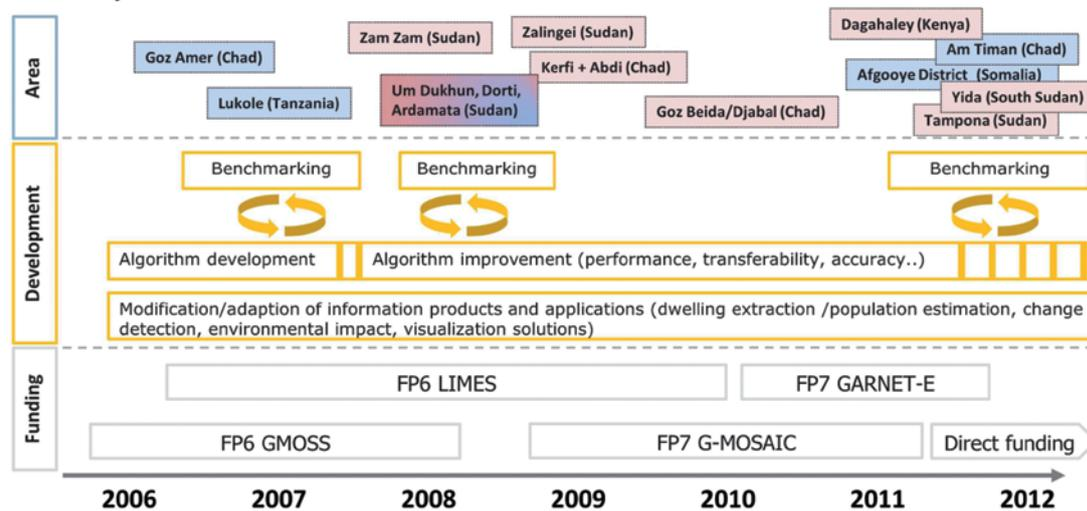 Area
Goz Amer (Chad)
Lukole (Tanzania)
Zam Zam (Sudan)
Um Dukhun, Dorti,
Ardamata (Sudan)
Zalingei (Sudan)
Kerfi + Abdi (Chad)
Goz Beida/Djabal (Chad)
Dagahaley (Kenya)
Am Timan (Chad)
Afgooye District (Somalia)
Yida (South Sudan)
Tampona (Sudan)
Development
Benchmarking
Benchmarking
Benchmarking
Algorithm development
Algorithm improvement (performance, transferability, accuracy..)
Modification/adaption of information products and applications (dwelling extraction /population estimation, change
detection, environmental impact, visualization solutions)
Funding
FP6 LIMES
FP7 GARNET-E
FP6 GMOSS
FP7 G-MOSAIC
Direct funding
2006
2007
2008
2009
2010
2011
2012